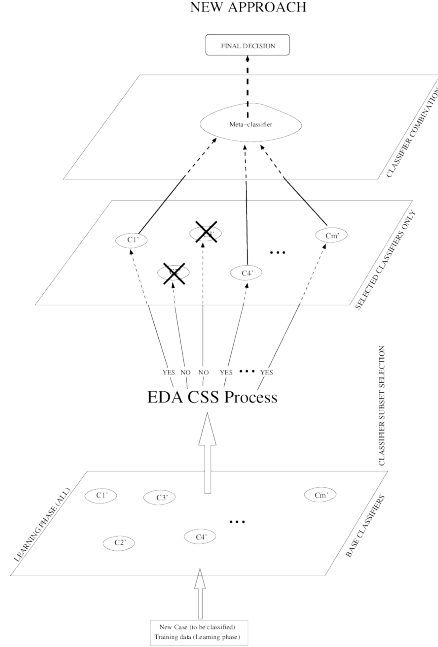 NEW APPROACH
FINAL DECISION
Meta-classifier
CLASSIFIER COMBINATION
C1'
Cm'
C4'
SELECTED CLASSIFIERS ONLY
YES NO NO YES YES
EDA CSS Process
CLASSIFIER SUBSET SELECTION
C1'
C3'
Cm'
C2'
C4'
LEARNING PHASE (ALL)
BASE CLASSIFIERS
New Case (to be classified)
Training data (Learning phase)